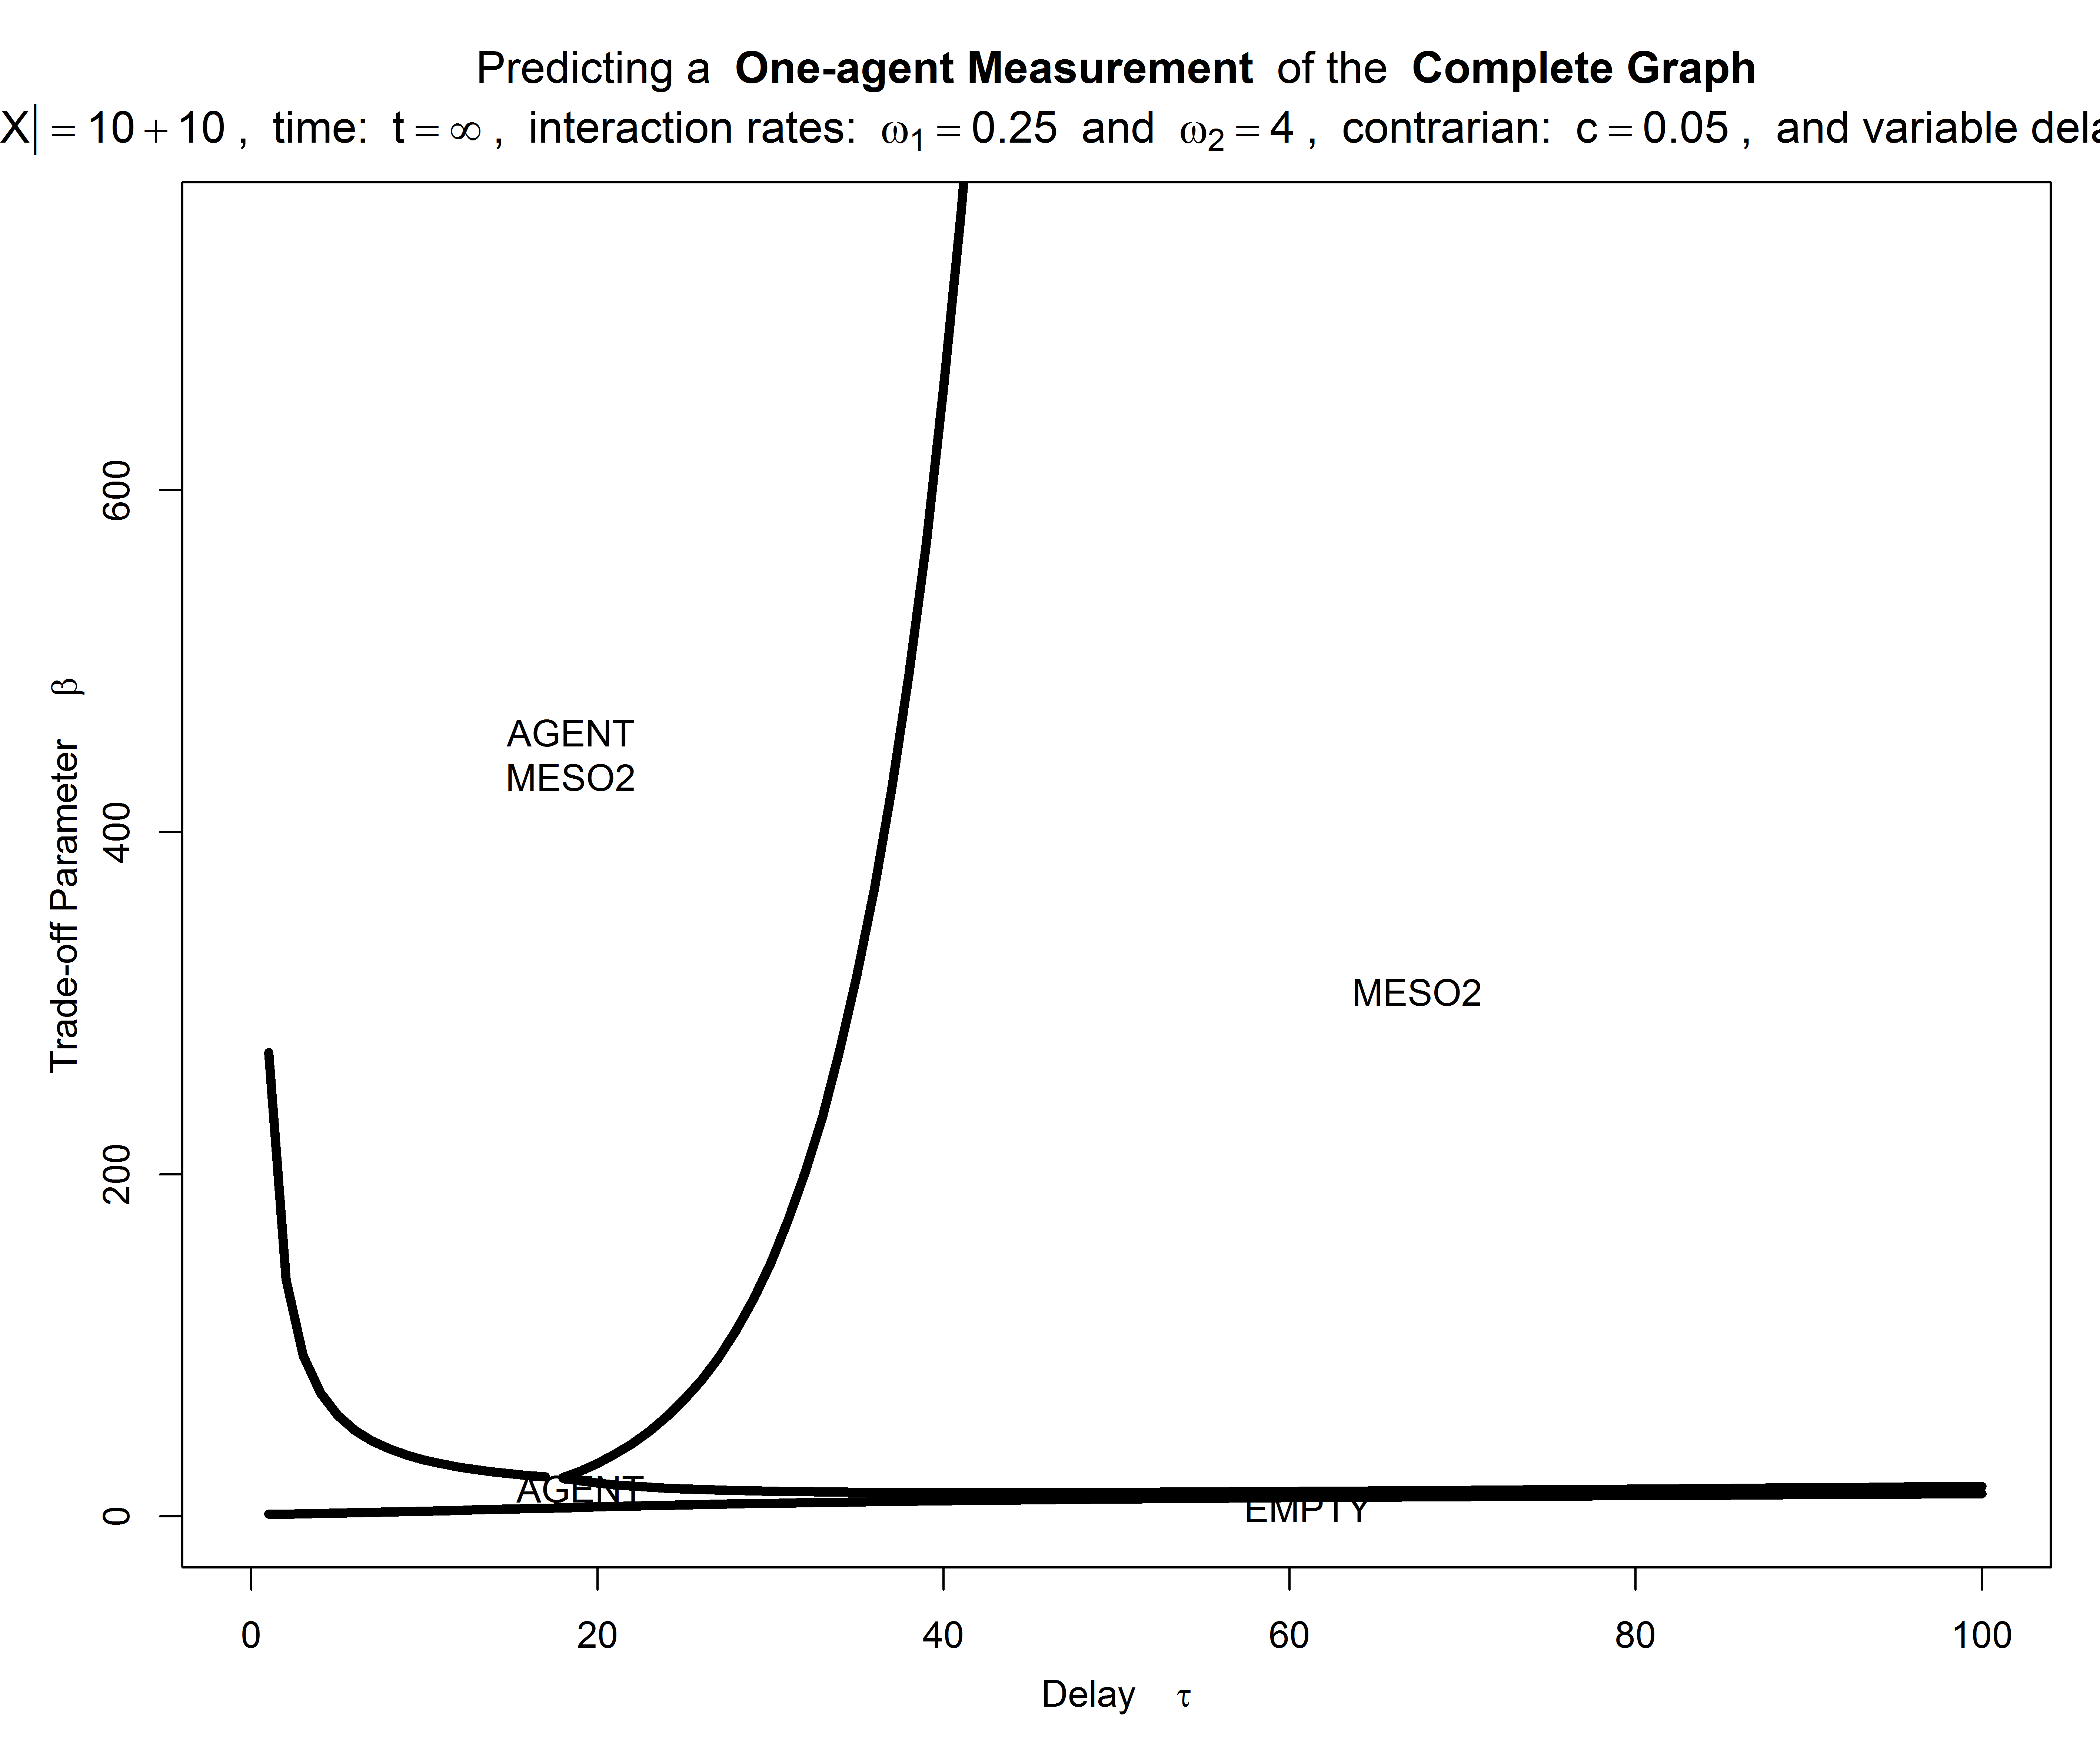 Predicting a One-agent Measurement of the Complete Graph
X| = 10 + 10 , time: t = ∞ , interaction rates: ω1 = 0.25 and ω2 = 4 , contrarian: c = 0.05 , and variable dela
Trade-off Parameter β
600
400
200
0
AGENT
MESO2
MESO2
AGENT
EMPTY
0 20 40 60 80 100
Delay τ